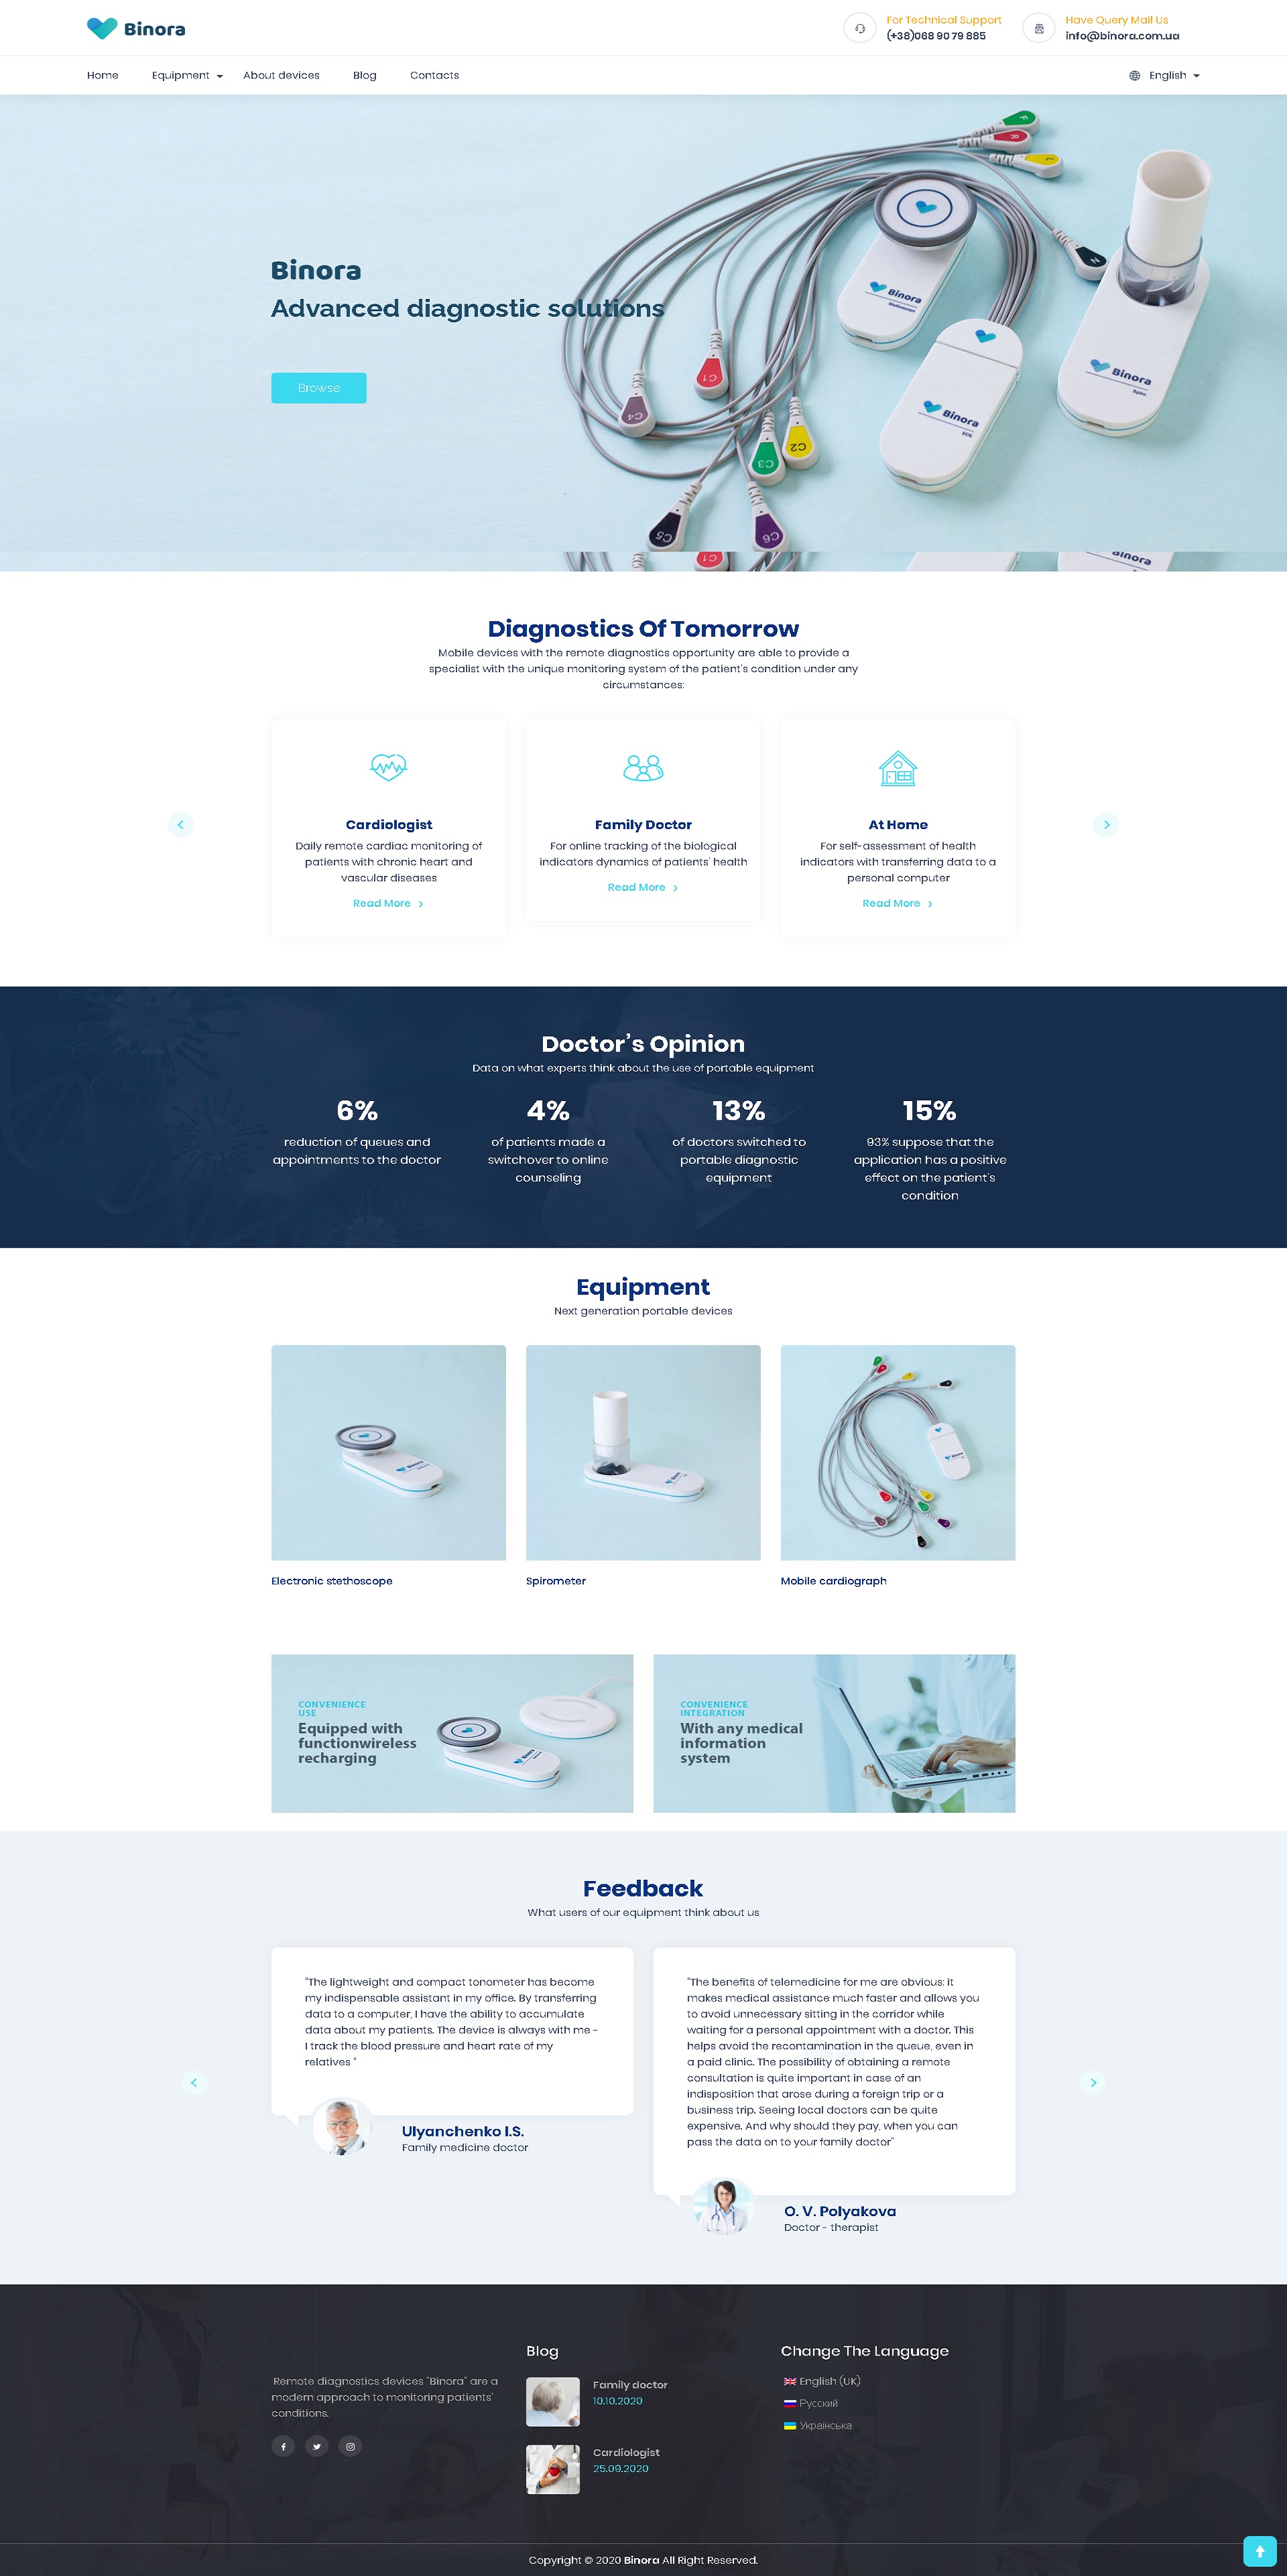 Binora
For Technical Support
(+38)068 90 79 885
Have Query Mail Us
info@binora.com.ua
Home
Equipment
About devices
Blog
Contacts
English
Binora
Advanced diagnostic solutions
Browse
Binora
Binora
ECG
Binora
Spiro
C1
C4
C2
C3
C5
C6
N
C1
Binora
Diagnostics Of Tomorrow
Mobile devices with the remote diagnostics opportunity are able to provide a
specialist with the unique monitoring system of the patient's condition under any
circumstances:
Cardiologist
Daily remote cardiac monitoring of
patients with chronic heart and
vascular diseases
Read More
Family Doctor
For online tracking of the biological
indicators dynamics of patients' health
Read More
At Home
For self-assessment of health
indicators with transferring data to a
personal computer
Read More
Doctor's Opinion
Data on what experts think about the use of portable equipment
6%
reduction of queues and
appointments to the doctor
4%
of patients made a
switchover to online
counseling
13%
of doctors switched to
portable diagnostic
equipment
15%
93% suppose that the
application has a positive
effect on the patient's
condition
Equipment
Next generation portable devices
Electronic stethoscope
Spirometer
Mobile cardiograph
CONVENIENCE
USE
Equipped with
functionwireless
recharging
Binora
CONVENIENCE
INTEGRATION
With any medical
information
system
Feedback
What users of our equipment think about us
"The lightweight and compact tonometer has become
my indispensable assistant in my office. By transferring
data to a computer, I have the ability to accumulate
data about my patients. The device is always with me -
I track the blood pressure and heart rate of my
relatives "
Ulyanchenko I.S.
Family medicine doctor
"The benefits of telemedicine for me are obvious: it
makes medical assistance much faster and allows you
to avoid unnecessary sitting in the corridor while
waiting for a personal appointment with a doctor. This
helps avoid the recontamination in the queue, even in
a paid clinic. The possibility of obtaining a remote
consultation is quite important in case of an
indisposition that arose during a foreign trip or a
business trip. Seeing local doctors can be quite
expensive. And why should they pay, when you can
pass the data on to your family doctor"
O. V. Polyakova
Doctor - therapist
Remote diagnostics devices "Binora" are a
modern approach to monitoring patients'
conditions.
Blog
Family doctor
10.10.2020
Cardiologist
25.09.2020
Change The Language
English (UK)
Русский
Українська
Copyright © 2020 Binora All Right Reserved.